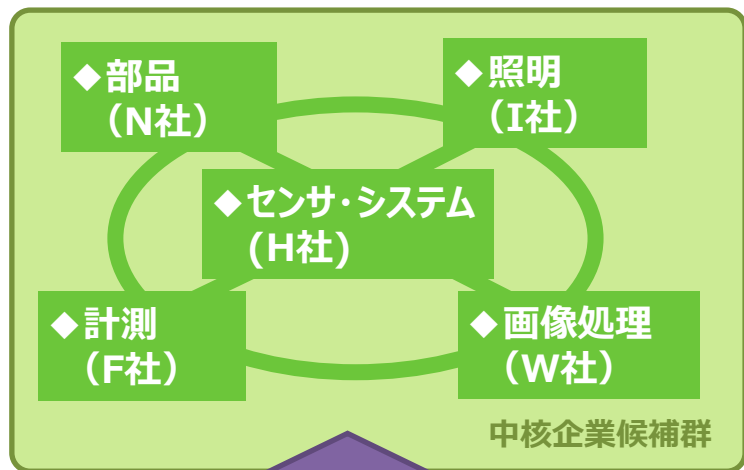 ◆部品
（N社）
◆照明
（I社）
◆センサ・システム
(H社)
◆計測
（F社）
◆画像処理
（W社）
中核企業候補群